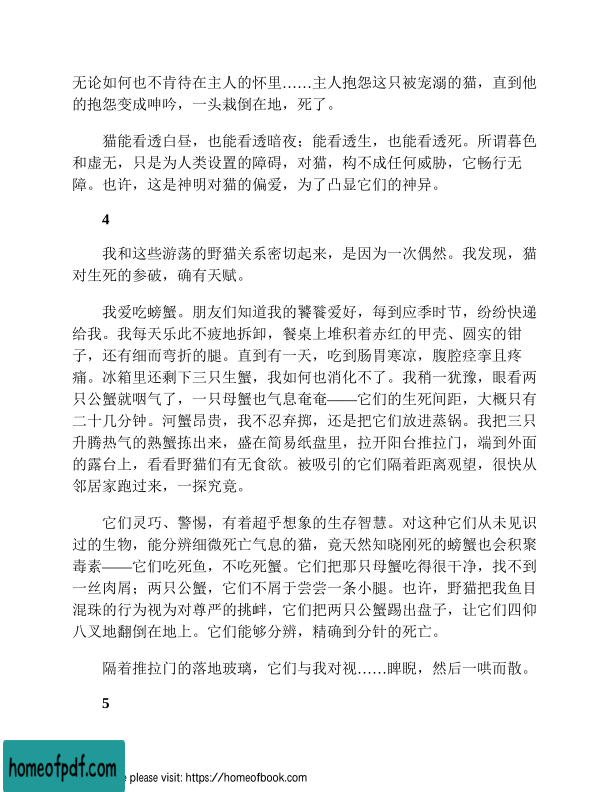 无论如何也不肯待在主人的怀里……主人抱怨这只被宠溺的猫，直到他
的抱怨变成呻吟，一头栽倒在地，死了。
猫能看透白昼，也能看透暗夜；能看透生，也能看透死。所谓暮色
和虚无，只是为人类设置的障碍，对猫，构不成任何威胁，它畅行无
障。也许，这是神明对猫的偏爱，为了凸显它们的神异。
4
我和这些游荡的野猫关系密切起来，是因为一次偶然。我发现，猫
对生死的参破，确有天赋。
我爱吃螃蟹。朋友们知道我的饕餮爱好，每到应季时节，纷纷快递
给我。我每天乐此不疲地拆卸，餐桌上堆积着赤红的甲壳、圆实的钳
子，还有细而弯折的腿。直到有一天，吃到肠胃寒凉，腹腔痉挛且疼
痛。冰箱里还剩下三只生蟹，我如何也消化不了。我稍一犹豫，眼看两
只公蟹就咽气了，一只母蟹也气息奄奄——它们的生死间距，大概只有
二十几分钟。河蟹昂贵，我不忍弃掷，还是把它们放进蒸锅。我把三只
升腾热气的熟蟹拣出来，盛在简易纸盘里，拉开阳台推拉门，端到外面
的露台上，看看野猫们有无食欲。被吸引的它们隔着距离观望，很快从
邻居家跑过来，一探究竟。
它们灵巧、警惕，有着超乎想象的生存智慧。对这种它们从未见识
过的生物，能分辨细微死亡气息的猫，竟天然知晓刚死的螃蟹也会积聚
毒素——它们吃死鱼，不吃死蟹。它们把那只母蟹吃得很干净，找不到
一丝肉屑；两只公蟹，它们不屑于尝尝一条小腿。也许，野猫把我鱼目
混珠的行为视为对尊严的挑衅，它们把两只公蟹踢出盘子，让它们四仰
八叉地翻倒在地上。它们能够分辨，精确到分针的死亡。
隔着推拉门的落地玻璃，它们与我对视……睥睨，然后一哄而散。
5
homeofpdf.com
e please visit: https://homeofbook.com